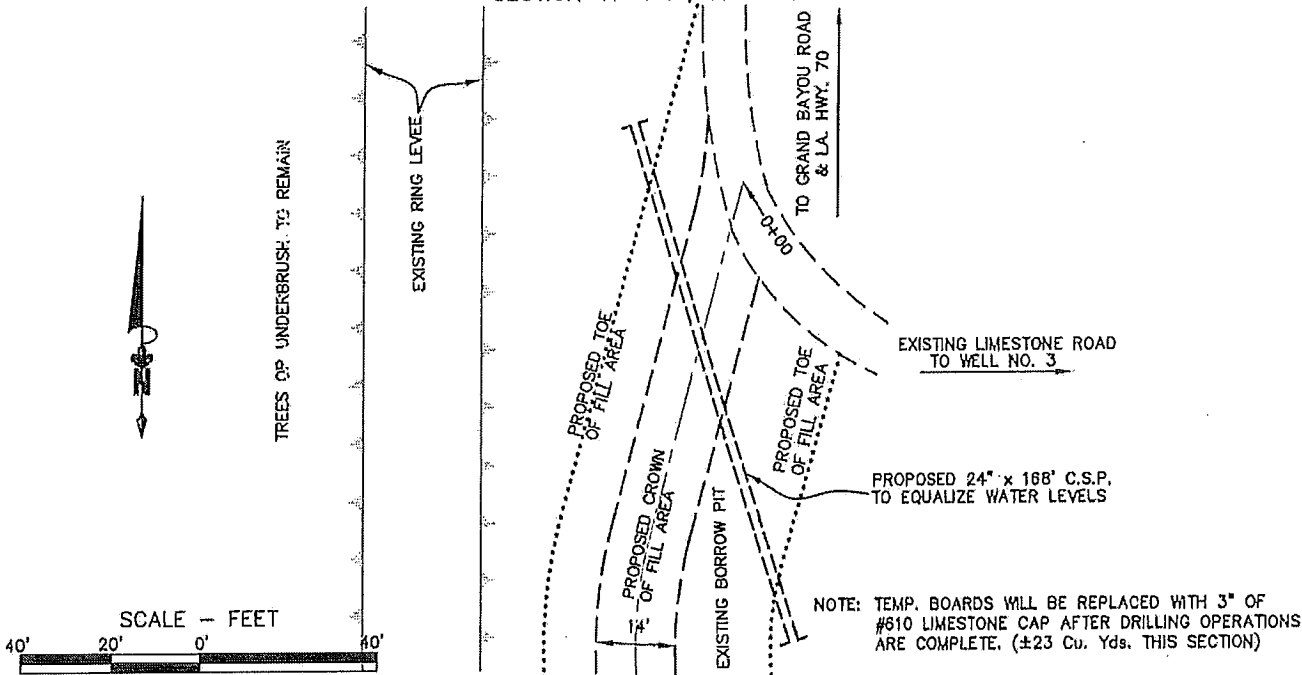 TO GRAND BAYOU ROAD
& LA. HWY. 70
EXISTING RING LEVEE
TREES OR UNDERBRUSH TO REMAIN
0+00
EXISTING LIMESTONE ROAD
TO WELL NO. 3
PROPOSED TOE
OF FILL AREA
PROPOSED TOE
OF FILL AREA
PROPOSED 24" x 168' C.S.P.
TO EQUALIZE WATER LEVELS
PROPOSED CROWN
OF FILL AREA
EXISTING BORROW PIT
14'
NOTE: TEMP. BOARDS WILL BE REPLACED WITH 3" OF
#610 LIMESTONE CAP AFTER DRILLING OPERATIONS
ARE COMPLETE. (±23 Cu. Yds. THIS SECTION)
SCALE - FEET
40' 20' 0' 40'